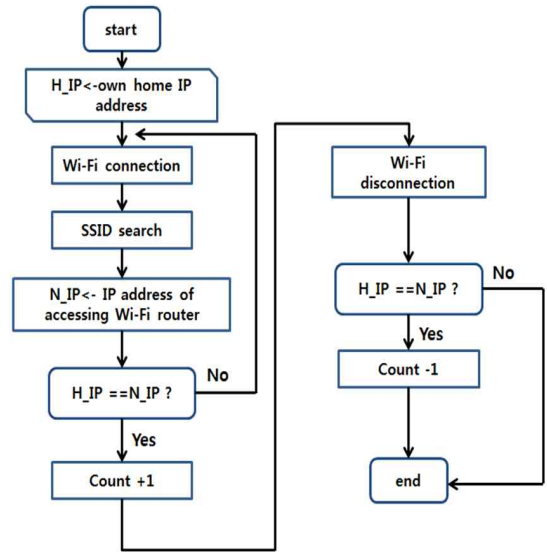 start
H_IP<-own home IP
address
Wi-Fi connection
SSID search
N_IP<- IP address of
accessing Wi-Fi router
H_IP ==N_IP ?
No
Yes
Count +1
Wi-Fi
disconnection
H_IP ==N_IP ?
No
Yes
Count -1
end